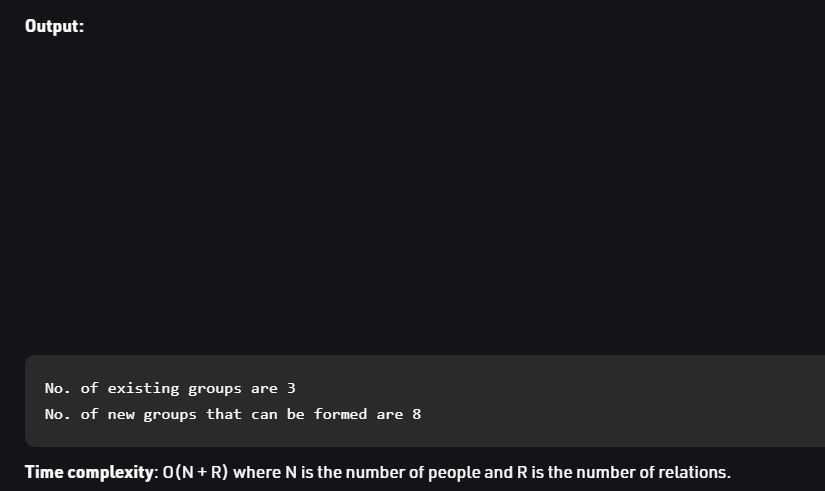 Output:
No. of existing groups are 3
No. of new groups that can be formed are 8
Time complexity: O(N + R) where N is the number of people and R is the number of relations.